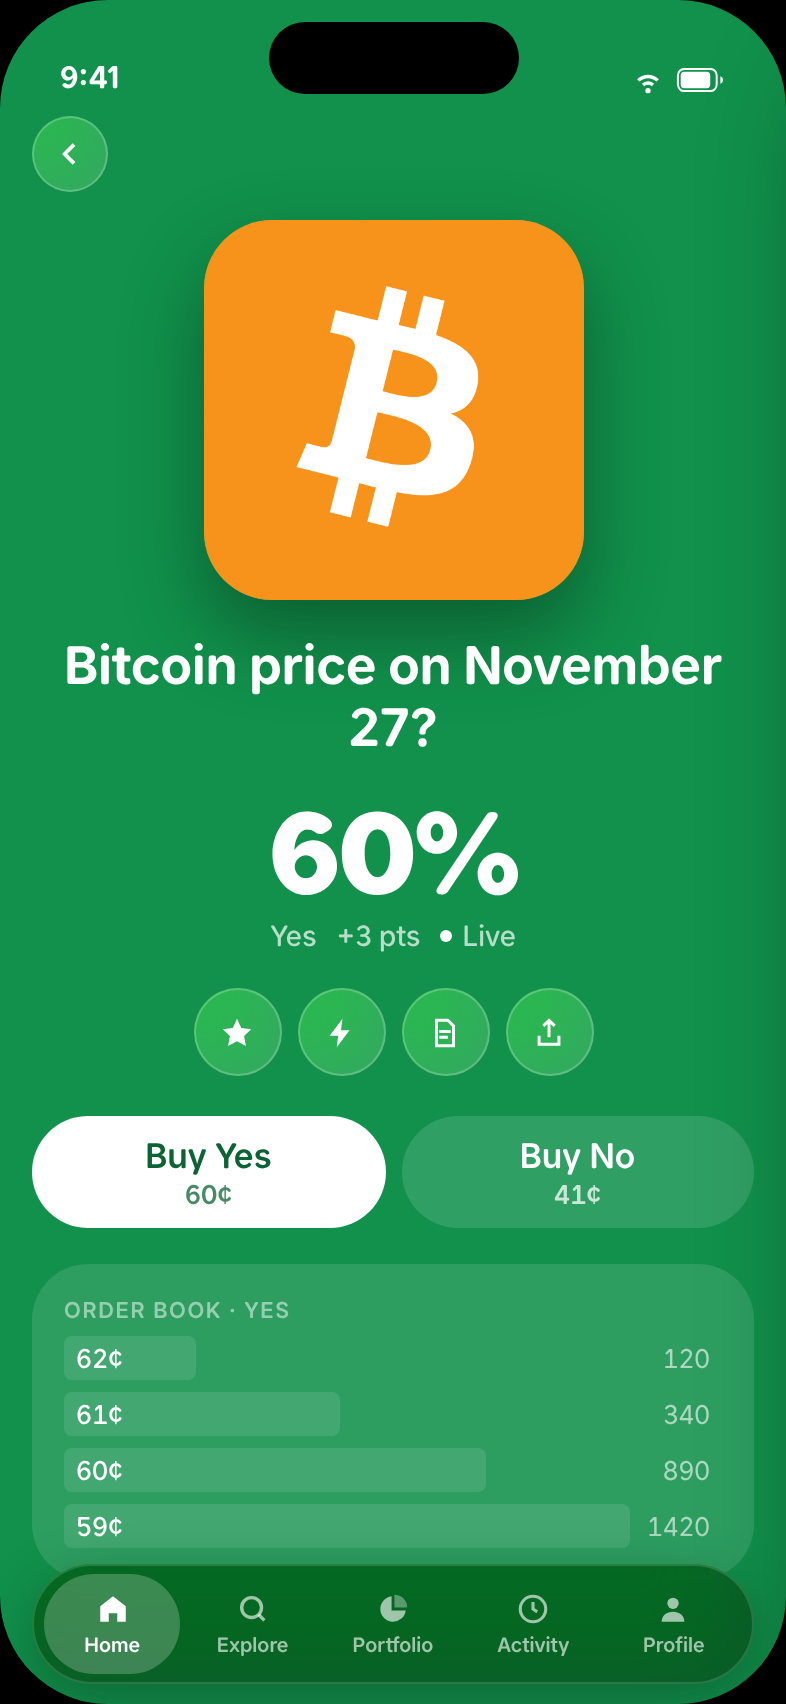 9:41
Bitcoin price on November
27?
60%
Yes +3 pts Live
Buy Yes
60¢
Buy No
41¢
ORDER BOOK · YES
62¢ 120
61¢ 340
60¢ 890
59¢ 1420
Home Explore Portfolio Activity Profile